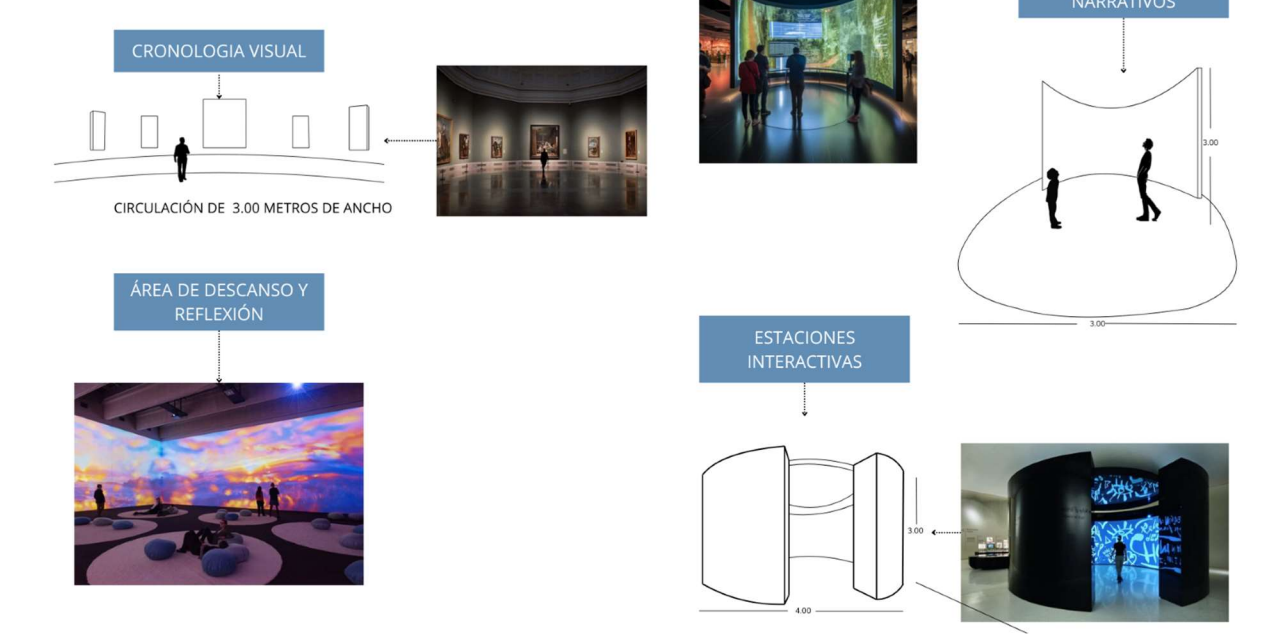 NARRATIVOS
CRONOLOGIA VISUAL
3.00
CIRCULACIÓN DE 3.00 METROS DE ANCHO
ÁREA DE DESCANSO Y
REFLEXIÓN
3.00
ESTACIONES
INTERACTIVAS
3.00
4.00